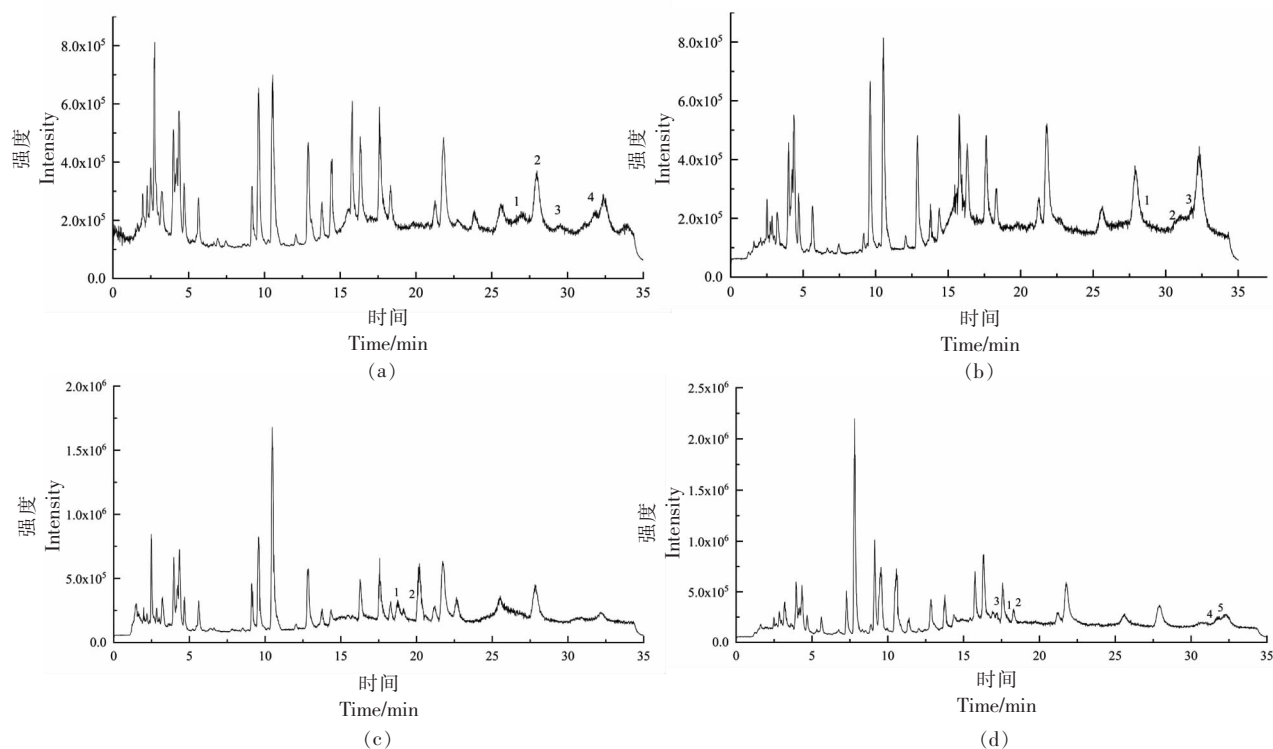 8.0x10⁵
6.0x10⁵
4.0x10⁵
2.0x10⁵
0.0
强度
Intensity
1
2
3
4
0 5 10 15 20 25 30 35
时间
Time/min
(a)
8.0x10⁵
6.0x10⁵
4.0x10⁵
2.0x10⁵
0.0
强度
Intensity
1
2
3
0 5 10 15 20 25 30 35
时间
Time/min
(b)
2.0x10⁶
1.5x10⁶
1.0x10⁶
5.0x10⁵
0.0
强度
Intensity
1
2
0 5 10 15 20 25 30 35
时间
Time/min
(c)
2.5x10⁶
2.0x10⁶
1.5x10⁶
1.0x10⁶
5.0x10⁵
0.0
强度
Intensity
3
1
2
4
5
0 5 10 15 20 25 30 35
时间
Time/min
(d)